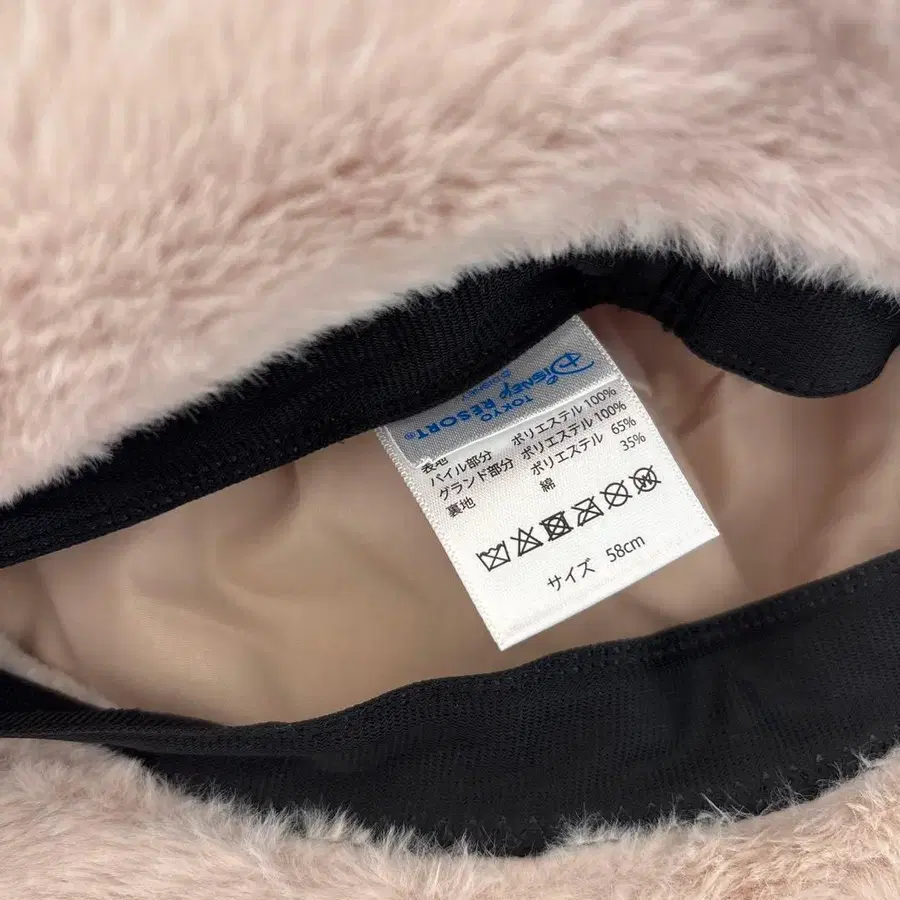 TOKYO
Disney RESORT®
表地
パイル部分 ポリエステル 100%
グランド部分 ポリエステル 100%
裏地 ポリエステル 65%
綿 35%
サイズ 58cm